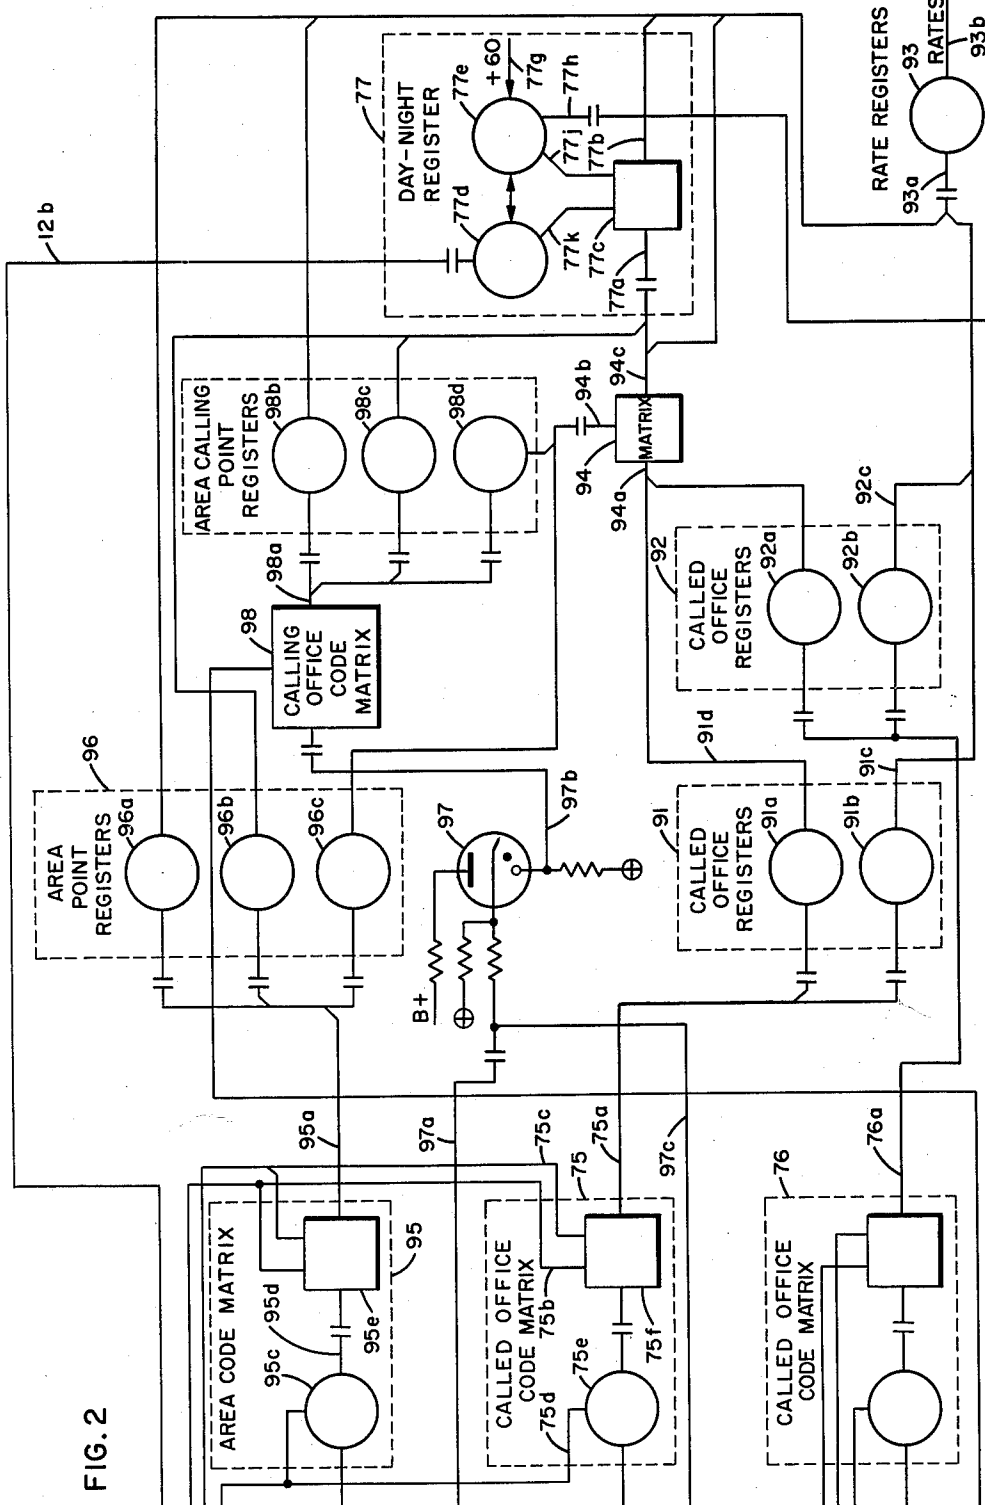 FIG. 2
12b
77
DAY-NIGHT
REGISTER
77d
77e
+60
77g
77h
77j
77k
77b
77c
77a
RATE REGISTERS
93
RATES
93b
93a
AREA CALLING
POINT
REGISTERS
98b
98c
98d
98a
98
CALLING
OFFICE
CODE
MATRIX
94b
94c
94
MATRIX
94a
92
CALLED
OFFICE
REGISTERS
92a
92b
92c
96
AREA
POINT
REGISTERS
96a
96b
96c
97
97b
B+
91d
91
CALLED
OFFICE
REGISTERS
91a
91b
91c
95a
97a
75c
75a
97c
76a
AREA CODE MATRIX
95
95d
95c
95e
75
CALLED OFFICE
CODE MATRIX
75b
75d
75e
75f
76
CALLED OFFICE
CODE MATRIX